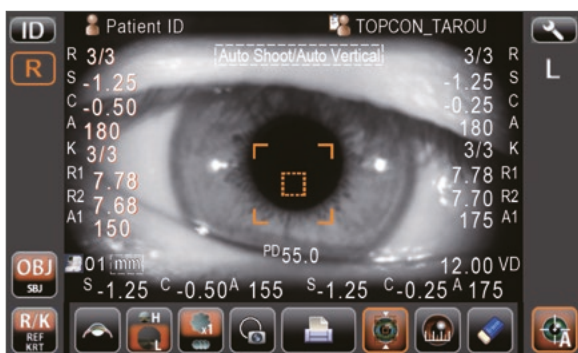 ID Patient ID TOPCON_TAROU
R R 3/3 Auto Shoot/Auto Vertical 3/3 R L
S -1.25 -1.25 S
C -0.50 -0.25 C
A 180 180 A
K 3/3 3/3 K
R1 7.78 7.78 R1
R2 7.68 7.70 R2
A1 150 175 A1
PD 55.0
OBJ SBJ 01 mm 12.00 VD
S -1.25 C -0.50 A 155 S -1.25 C -0.25 A 175
R/K REF KRT H L x1 A